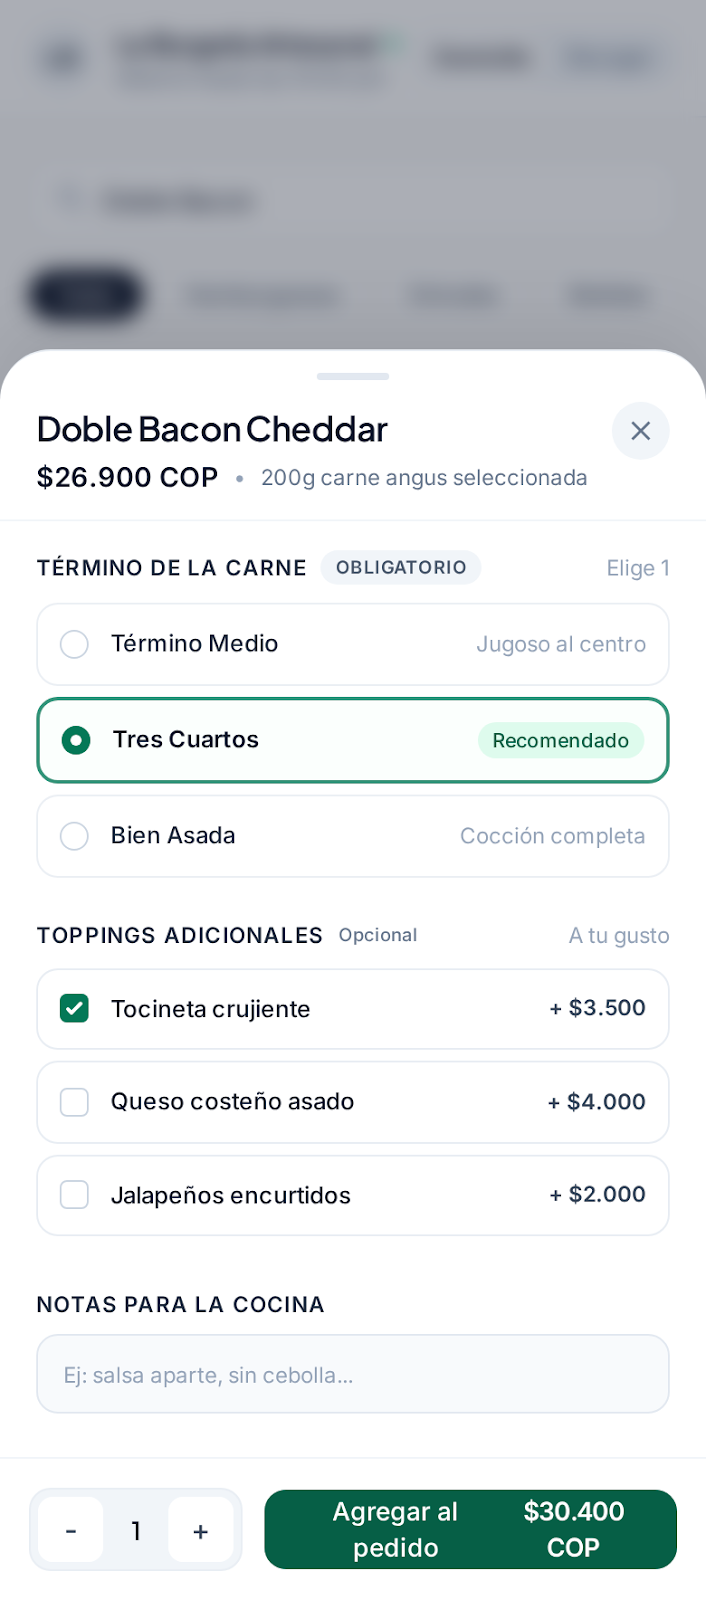 Doble Bacon Cheddar
$26.900 COP • 200g carne angus seleccionada
TÉRMINO DE LA CARNE OBLIGATORIO Elige 1
Término Medio Jugoso al centro
Tres Cuartos Recomendado
Bien Asada Cocción completa
TOPPINGS ADICIONALES Opcional A tu gusto
Tocineta crujiente + $3.500
Queso costeño asado + $4.000
Jalapeños encurtidos + $2.000
NOTAS PARA LA COCINA
Ej: salsa aparte, sin cebolla...
- 1 +
Agregar al pedido
$30.400 COP